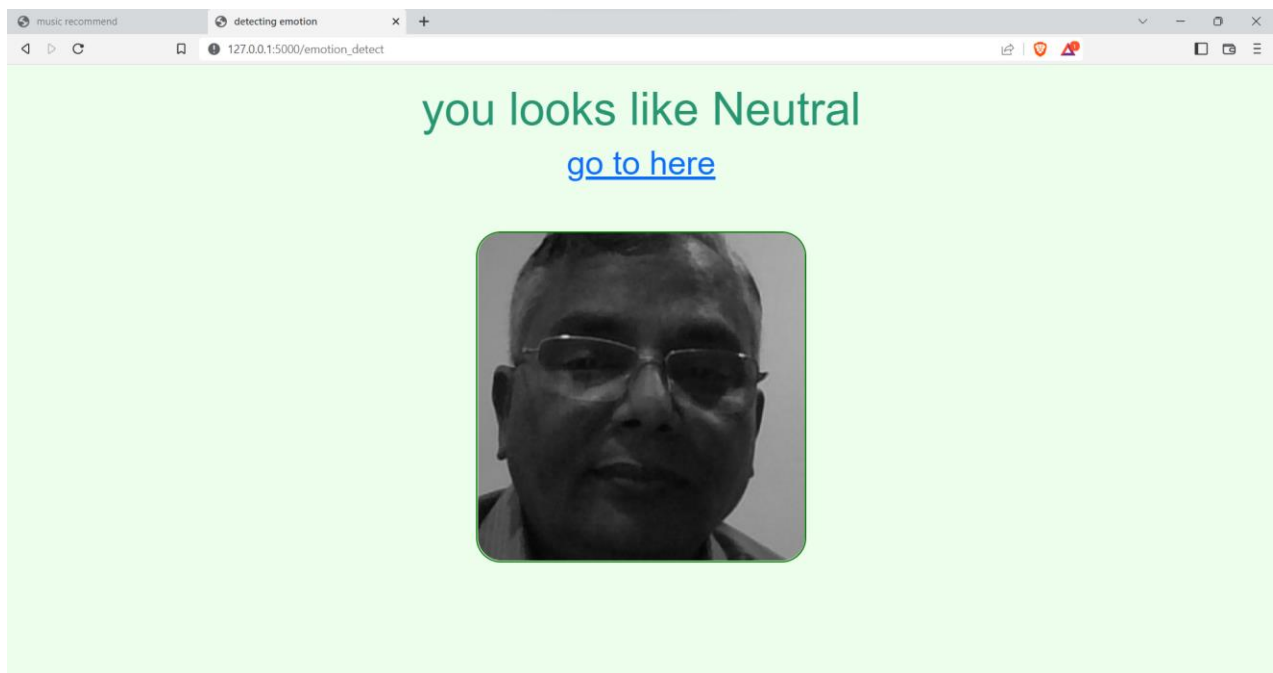 music recommend
detecting emotion
127.0.0.1:5000/emotion_detect
you looks like Neutral
go to here